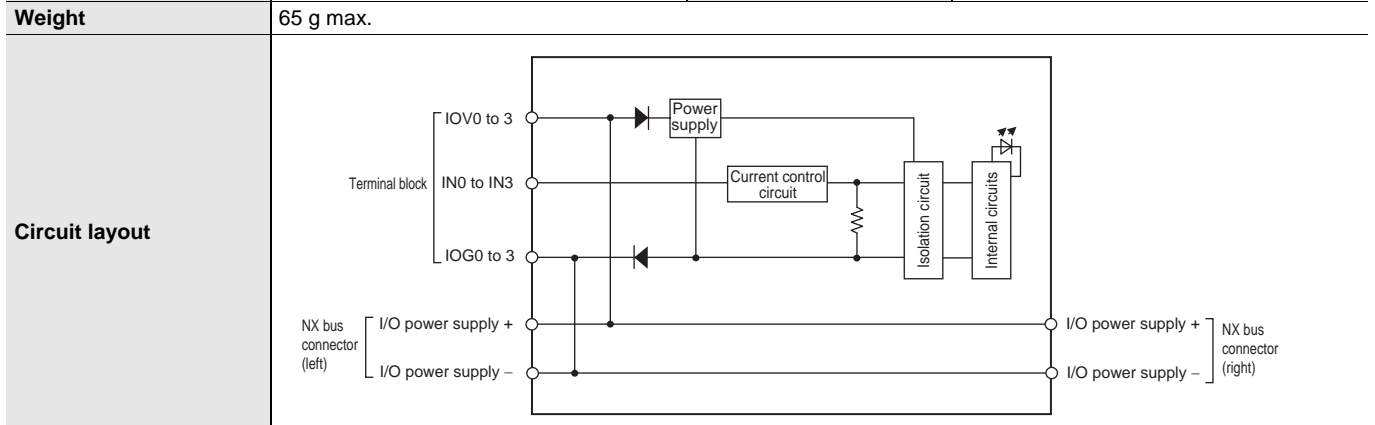 Weight
65 g max.
Circuit layout
Terminal block
IOV0 to 3
IN0 to IN3
IOG0 to 3
Power
supply
Current control
circuit
Isolation circuit
Internal circuits
NX bus
connector
(left)
I/O power supply +
I/O power supply −
I/O power supply +
I/O power supply −
NX bus
connector
(right)